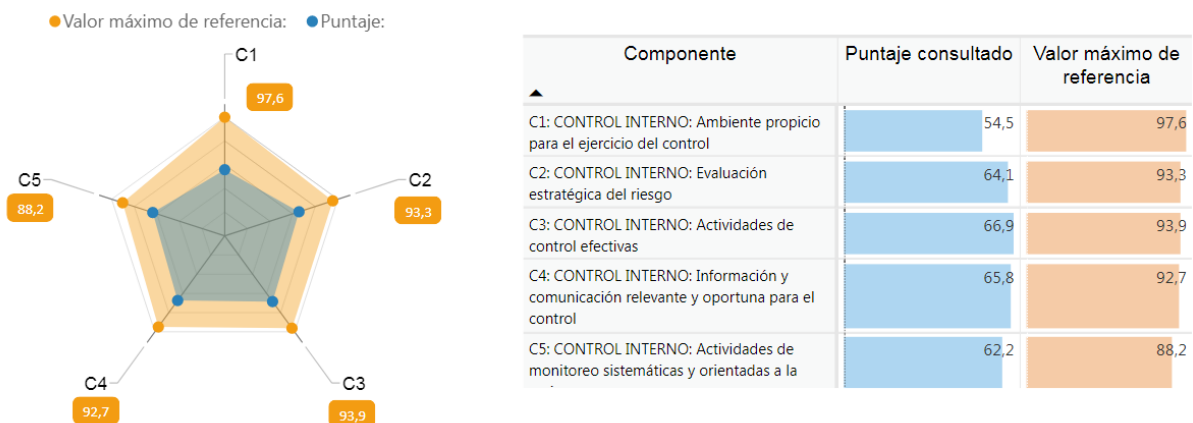 Valor máximo de referencia: Puntaje:
C1
97,6
C2
93,3
C3
93,9
C4
92,7
C5
88,2
Componente Puntaje consultado Valor máximo de
referencia
C1: CONTROL INTERNO: Ambiente propicio
para el ejercicio del control
54,5 97,6
C2: CONTROL INTERNO: Evaluación
estratégica del riesgo
64,1 93,3
C3: CONTROL INTERNO: Actividades de
control efectivas
66,9 93,9
C4: CONTROL INTERNO: Información y
comunicación relevante y oportuna para el
control
65,8 92,7
C5: CONTROL INTERNO: Actividades de
monitoreo sistemáticas y orientadas a la
62,2 88,2